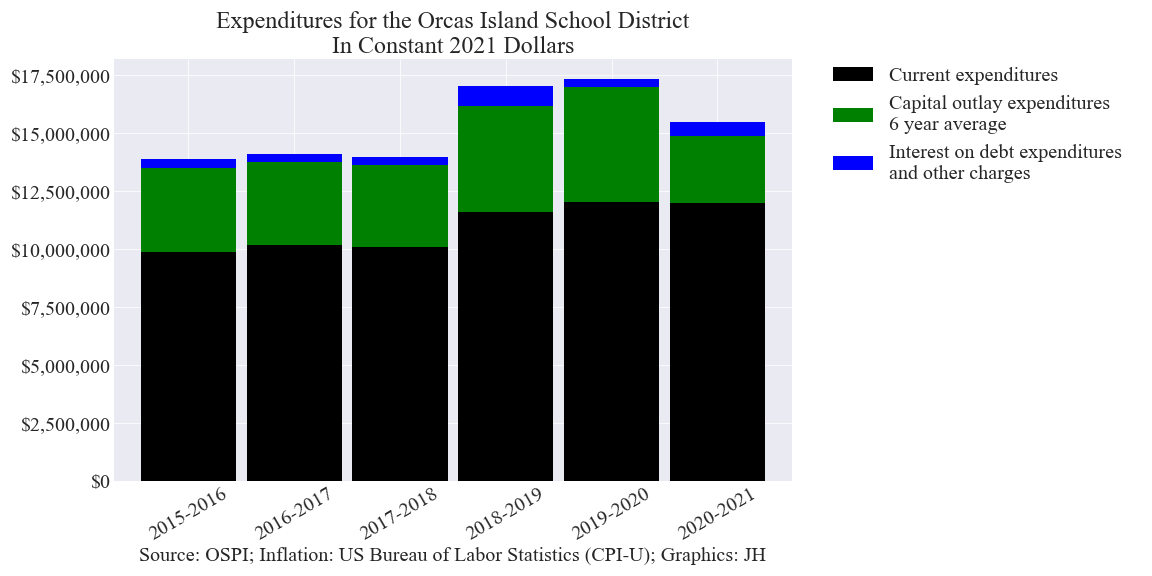 Expenditures for the Orcas Island School District
In Constant 2021 Dollars
$17,500,000
$15,000,000
$12,500,000
$10,000,000
$7,500,000
$5,000,000
$2,500,000
$0
2015-2016
2016-2017
2017-2018
2018-2019
2019-2020
2020-2021
Source: OSPI; Inflation: US Bureau of Labor Statistics (CPI-U); Graphics: JH
Current expenditures
Capital outlay expenditures
6 year average
Interest on debt expenditures
and other charges